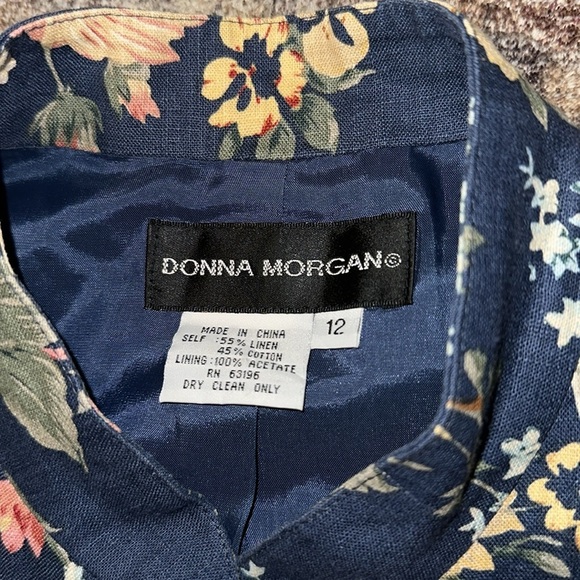 DONNA MORGAN©
12
MADE IN CHINA
SELF :55% LINEN
45% COTTON
LINING:100% ACETATE
RN 63196
DRY CLEAN ONLY